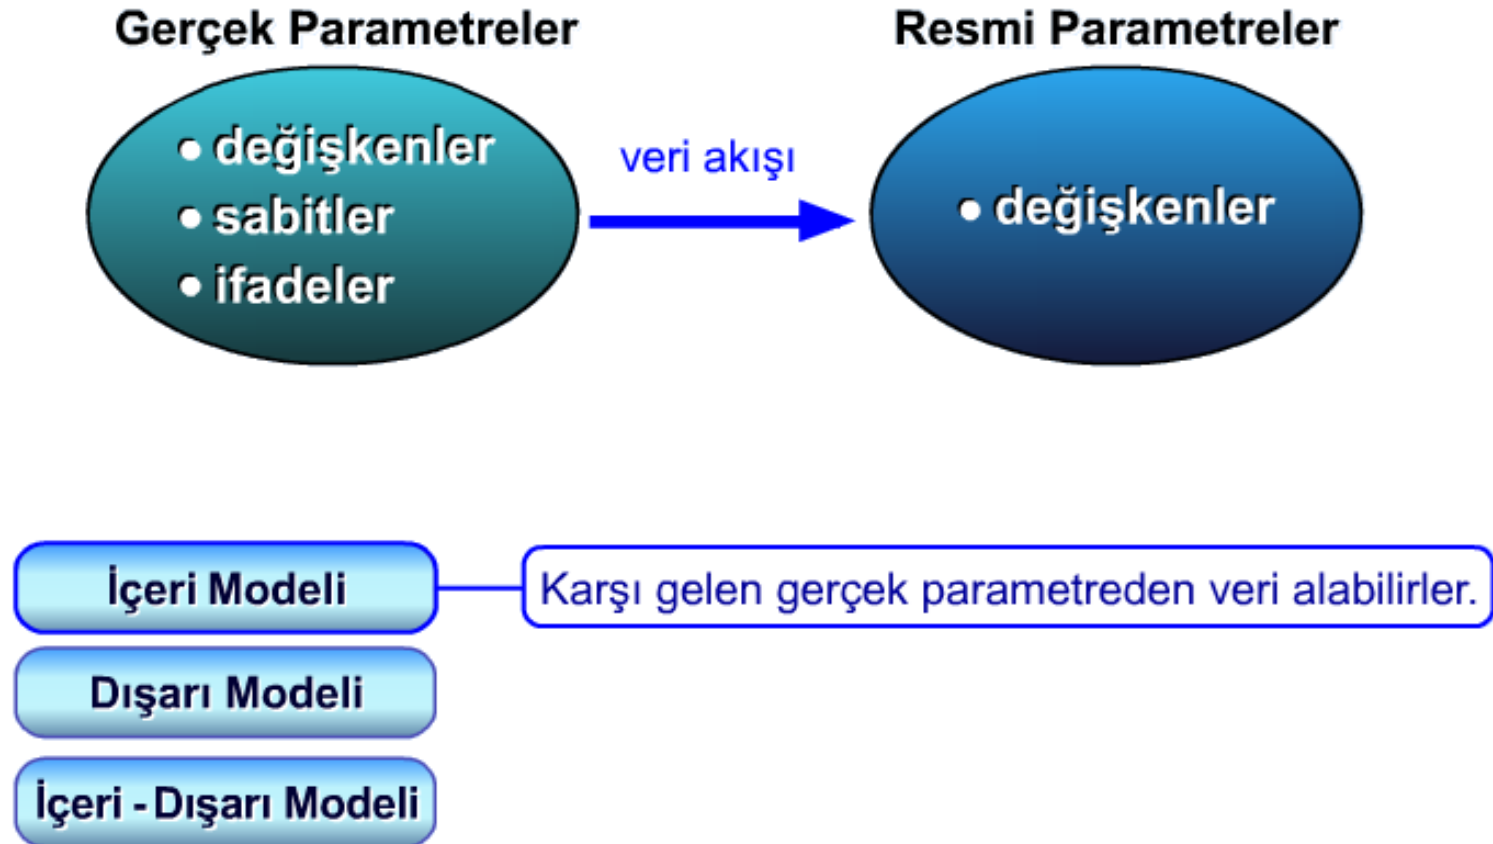 Gerçek Parametreler
• değişkenler
• sabitler
• ifadeler
veri akışı
Resmi Parametreler
• değişkenler
İçeri Modeli
Karşı gelen gerçek parametreden veri alabilirler.
Dışarı Modeli
İçeri - Dışarı Modeli